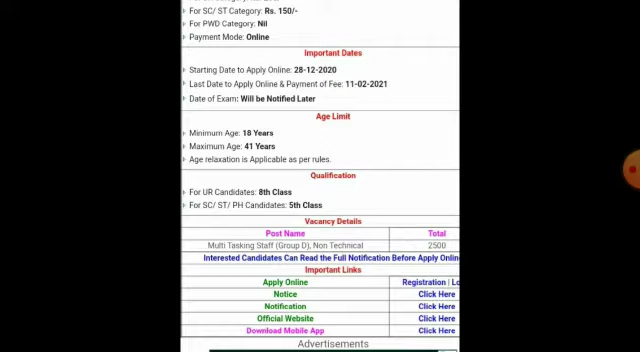 For SC/ ST Category: Rs. 150/-
For PWD Category: Nil
Payment Mode: Online
Important Dates
Starting Date to Apply Online: 28-12-2020
Last Date to Apply Online & Payment of Fee: 11-02-2021
Date of Exam: Will be Notified Later
Age Limit
Minimum Age: 18 Years
Maximum Age: 41 Years
Age relaxation is Applicable as per rules.
Qualification
For UR Candidates: 8th Class
For SC/ ST/ PH Candidates: 5th Class
Vacancy Details
Post Name Total
Multi Tasking Staff (Group D), Non Technical 2500
Interested Candidates Can Read the Full Notification Before Apply Onlin
Important Links
Apply Online Registration | Lo
Notice Click Here
Notification Click Here
Official Website Click Here
Download Mobile App Click Here
Advertisements